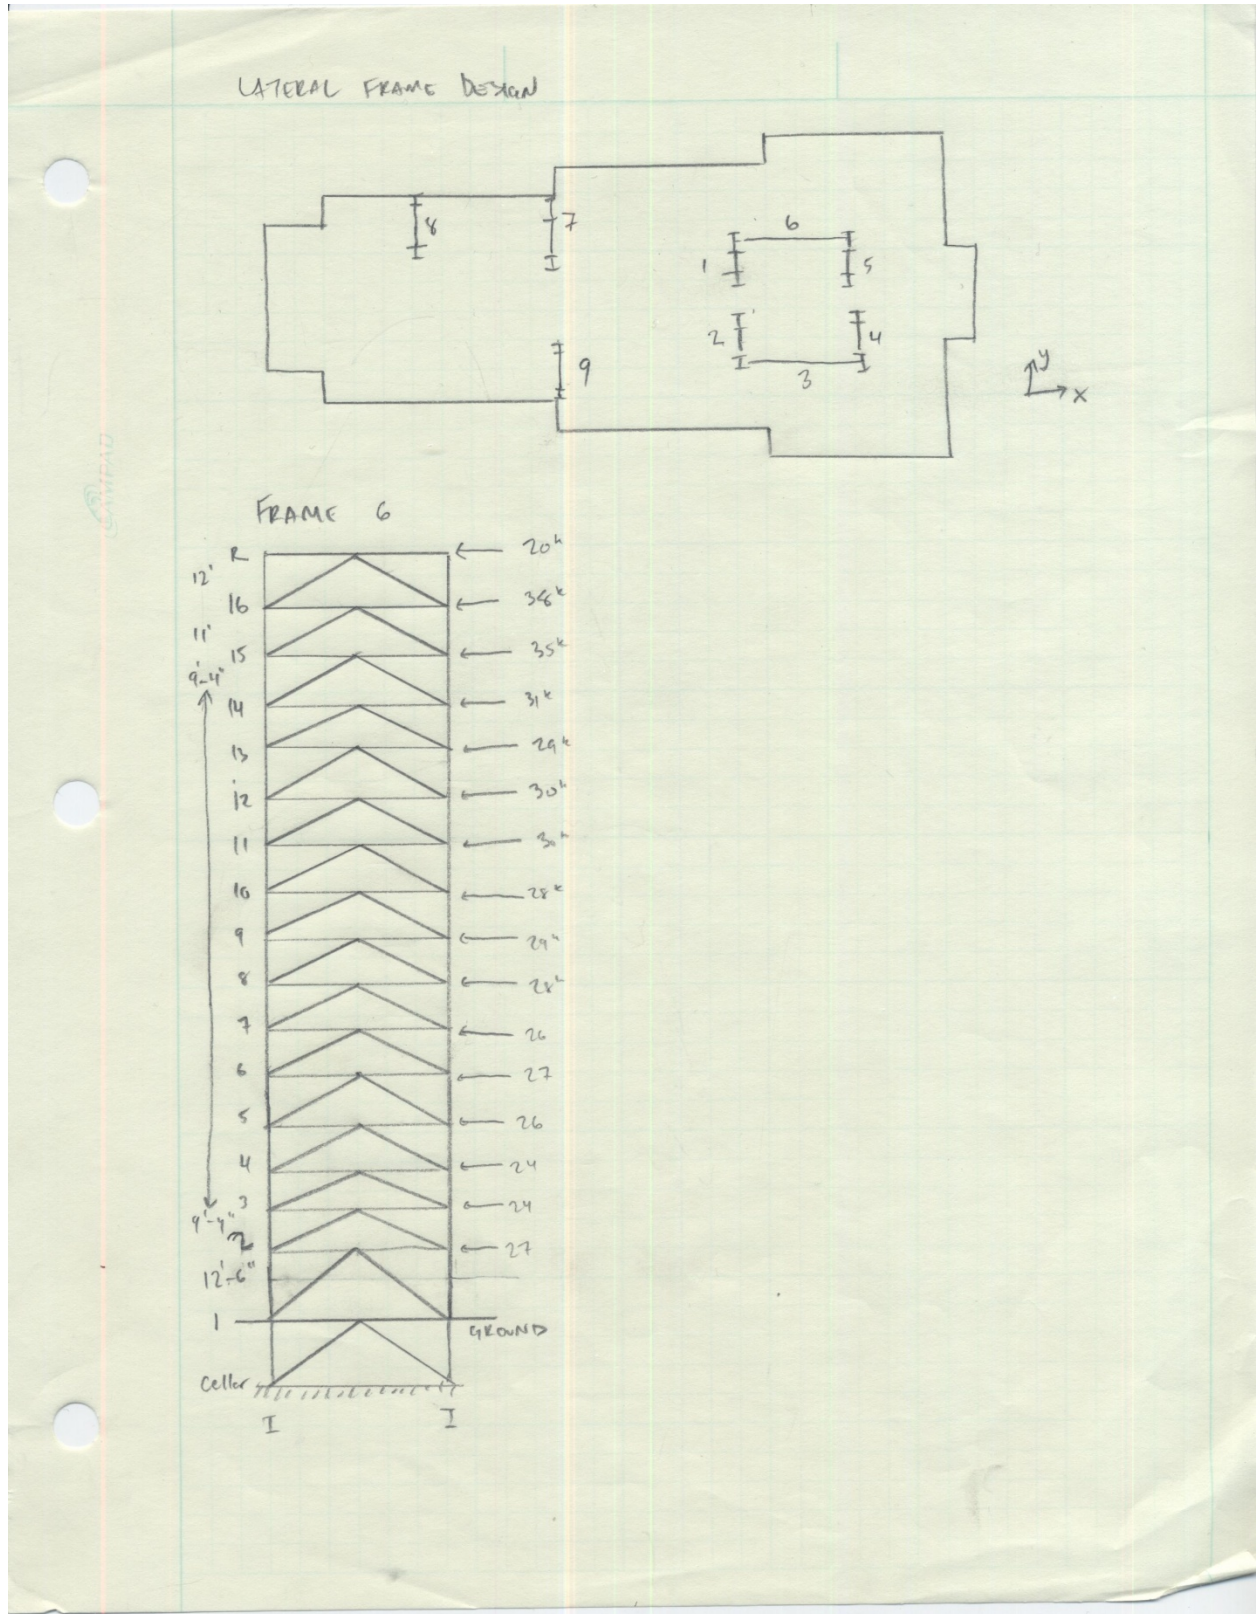 LATERAL FRAME DESIGN
8 7 6
1 5
2 4
9 3
y
x
FRAME 6
R 20k
12'
16 38k
11'
15 35k
9'-4"
14 31k
13 29k
12 30k
11 30k
10 28k
9 29k
8 28k
7 26
6 27
5 26
4 24
3 24
9'-4"
2 27
12'-6"
1 GROUND
Cellar
I I